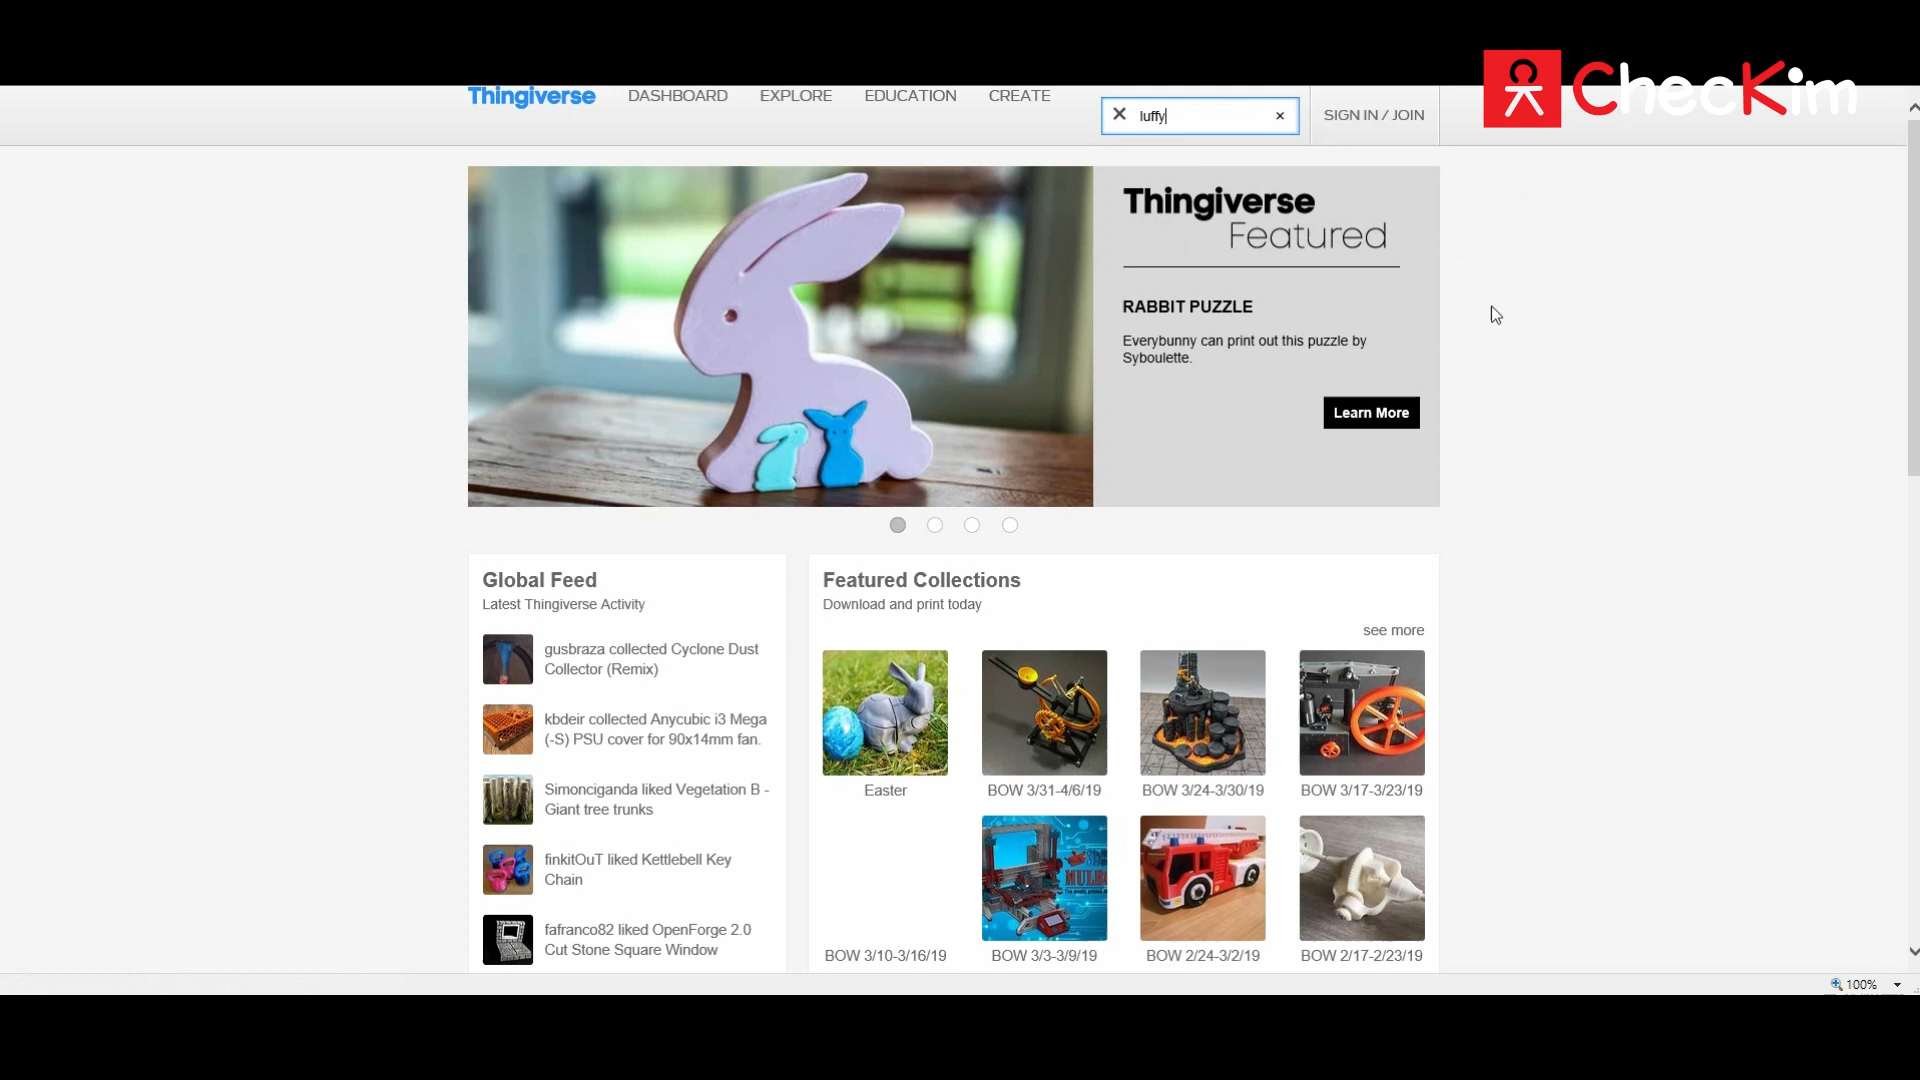 CheckKim
Thingiverse
DASHBOARD
EXPLORE
EDUCATION
CREATE
luffy
SIGN IN / JOIN
Thingiverse
Featured
RABBIT PUZZLE
Everybunny can print out this puzzle by
Syboulette.
Learn More
Global Feed
Latest Thingiverse Activity
gusbraza collected Cyclone Dust
Collector (Remix)
kbdeir collected Anycubic i3 Mega
(-S) PSU cover for 90x14mm fan.
Simonciganda liked Vegetation B -
Giant tree trunks
finkitOuT liked Kettlebell Key
Chain
fafranco82 liked OpenForge 2.0
Cut Stone Square Window
Featured Collections
Download and print today
see more
Easter
BOW 3/31-4/6/19
BOW 3/24-3/30/19
BOW 3/17-3/23/19
BOW 3/10-3/16/19
BOW 3/3-3/9/19
BOW 2/24-3/2/19
BOW 2/17-2/23/19
100%